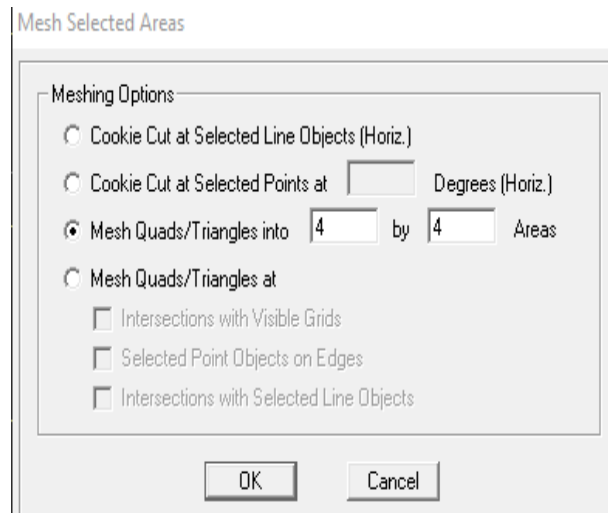 Mesh Selected Areas
Meshing Options
Cookie Cut at Selected Line Objects (Horiz.)
Cookie Cut at Selected Points at Degrees (Horiz.)
Mesh Quads/Triangles into 4 by 4 Areas
Mesh Quads/Triangles at
Intersections with Visible Grids
Selected Point Objects on Edges
Intersections with Selected Line Objects
OK Cancel